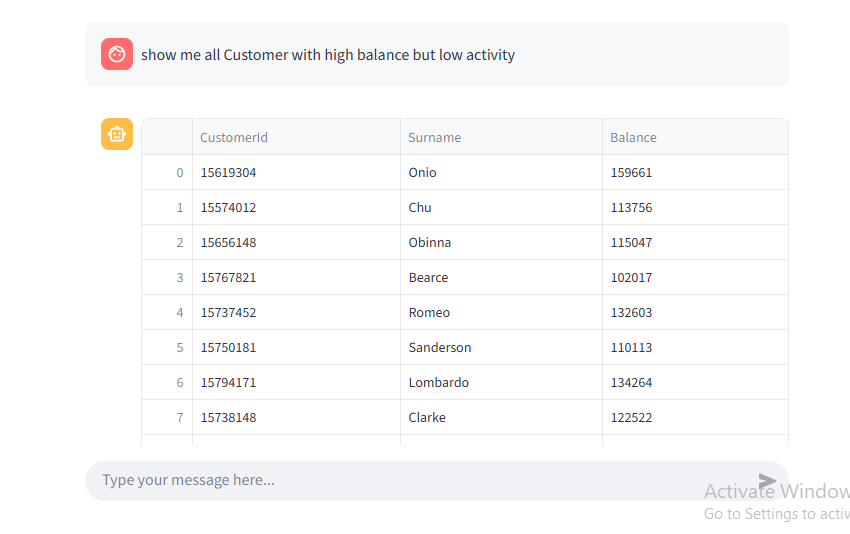 show me all Customer with high balance but low activity
CustomerId Surname Balance
0 15619304 Onio 159661
1 15574012 Chu 113756
2 15656148 Obinna 115047
3 15767821 Bearce 102017
4 15737452 Romeo 132603
5 15750181 Sanderson 110113
6 15794171 Lombardo 134264
7 15738148 Clarke 122522
Type your message here...
Activate Window
Go to Settings to activ